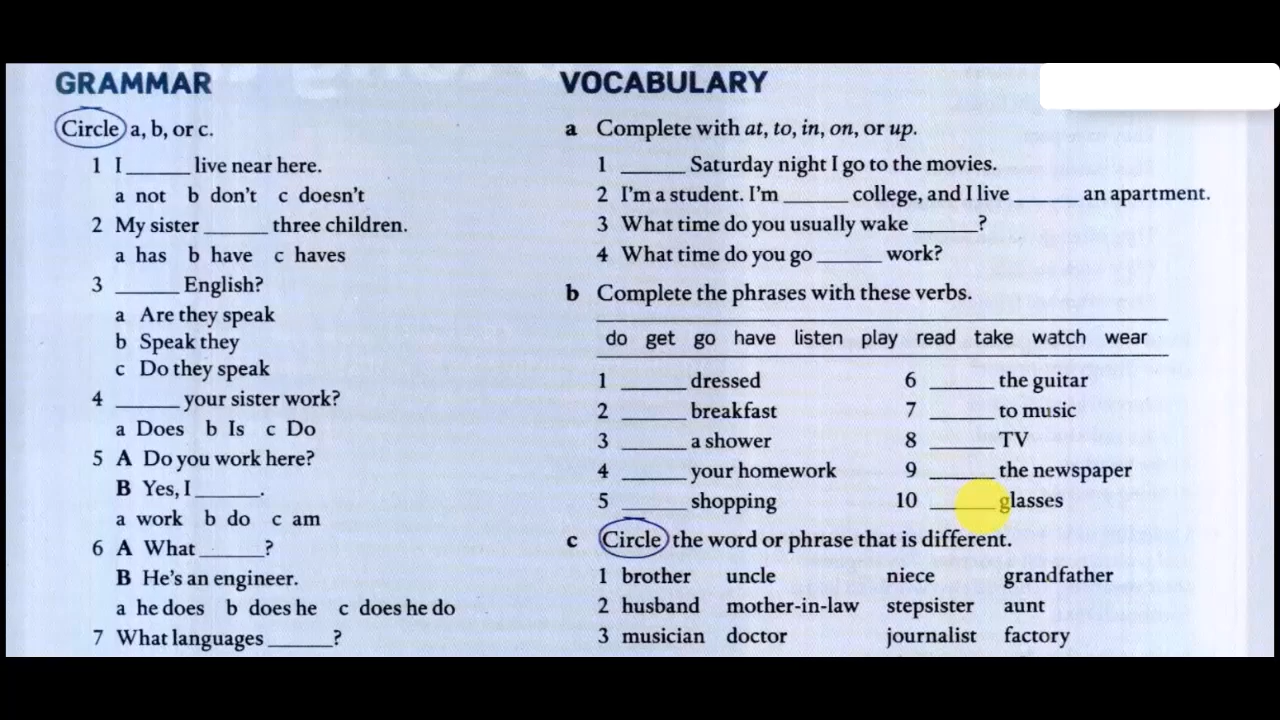 GRAMMAR
Circle a, b, or c.
1 I ______ live near here.
a not b don't c doesn't
2 My sister ______ three children.
a has b have c haves
3 ______ English?
a Are they speak
b Speak they
c Do they speak
4 ______ your sister work?
a Does b Is c Do
5 A Do you work here?
B Yes, I ______.
a work b do c am
6 A What ______?
B He's an engineer.
a he does b does he c does he do
7 What languages ______?
VOCABULARY
a Complete with at, to, in, on, or up.
1 ______ Saturday night I go to the movies.
2 I'm a student. I'm ______ college, and I live ______ an apartment.
3 What time do you usually wake ______?
4 What time do you go ______ work?
b Complete the phrases with these verbs.
do get go have listen play read take watch wear
1 ______ dressed
2 ______ breakfast
3 ______ a shower
4 ______ your homework
5 ______ shopping
6 ______ the guitar
7 ______ to music
8 ______ TV
9 ______ the newspaper
10 ______ glasses
c Circle the word or phrase that is different.
1 brother uncle niece grandfather
2 husband mother-in-law stepsister aunt
3 musician doctor journalist factory